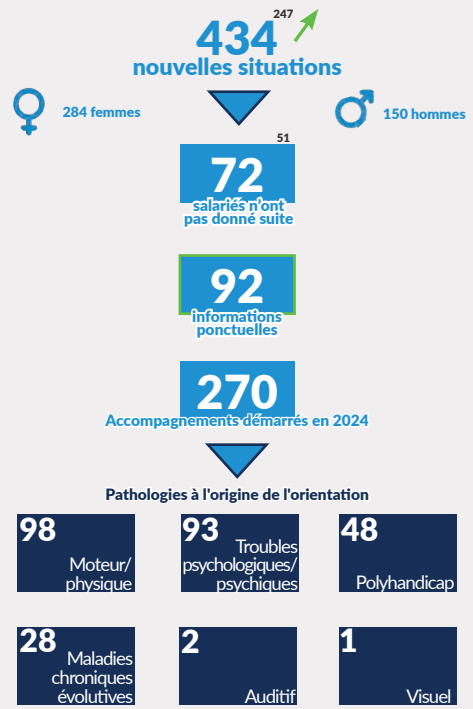 247
434
nouvelles situations
284 femmes
150 hommes
51
72
salariés n'ont
pas donné suite
92
informations
ponctuelles
270
Accompagnements démarrés en 2024
Pathologies à l'origine de l'orientation
98
Moteur/
physique
93
Troubles
psychologiques/
psychiques
48
Polyhandicap
28
Maladies
chroniques
évolutives
2
Auditif
1
Visuel